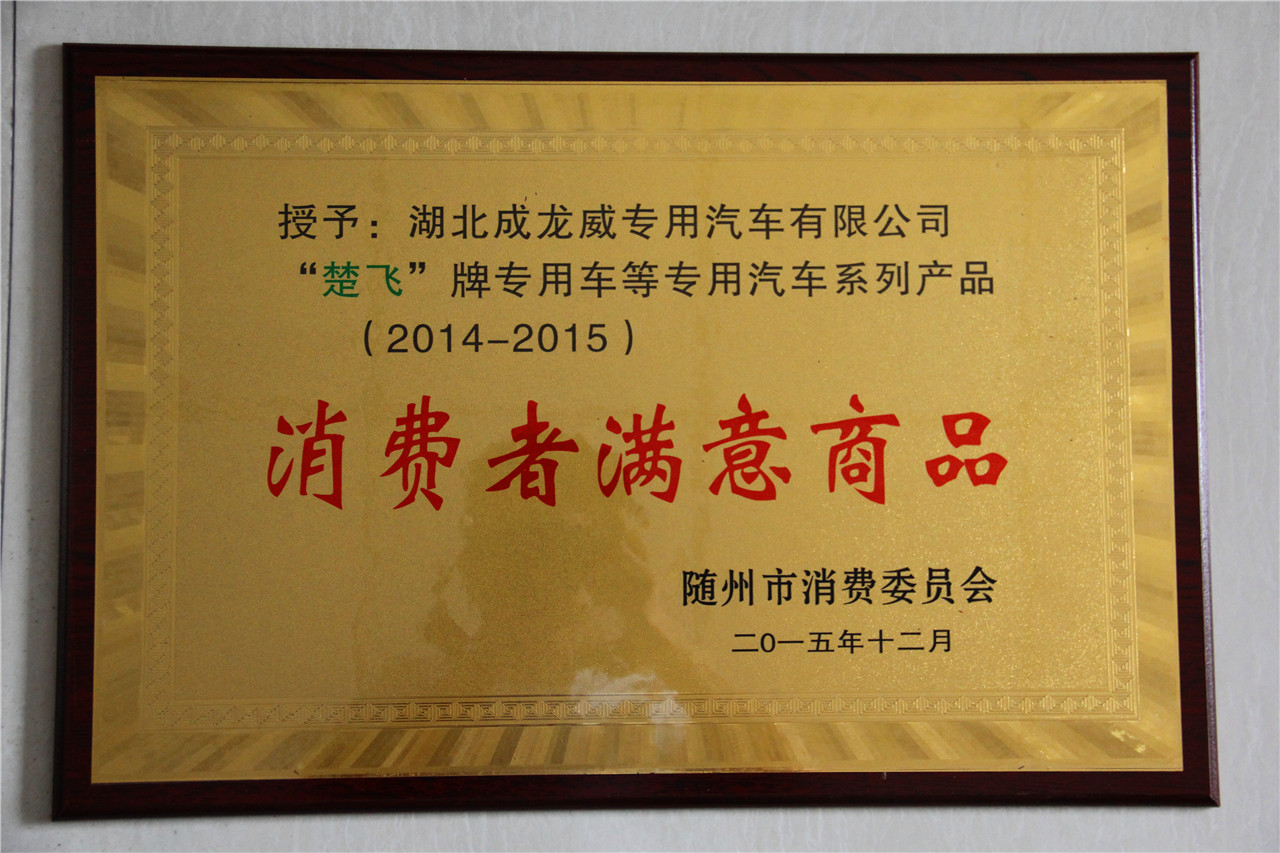 授予：湖北成龙威专用汽车有限公司
“楚飞”牌专用车等专用汽车系列产品
（2014-2015）
消费者满意商品
随州市消费委员会
二0一五年十二月